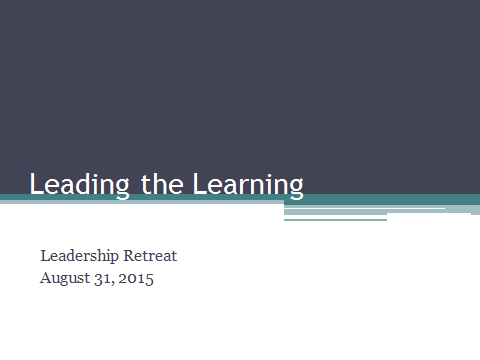 Leading the Learning
Leadership Retreat
August 31, 2015